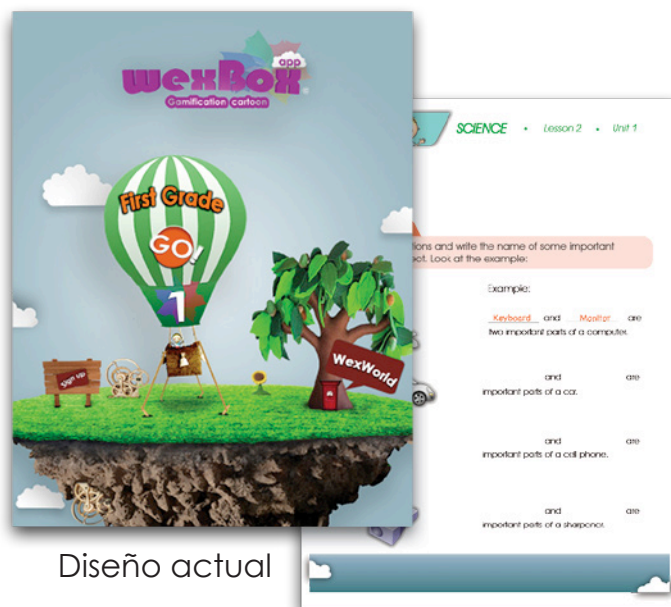 app
wexBox
Gamification cartoon
First Grade
GO!
1
sign up
WexWorld
Diseño actual
SCIENCE • Lesson 2 • Unit 1
ions and write the name of some important
ect. Look at the example:
Example:
Keyboard and Monitor are
two important parts of a computer.
and are
important parts of a car.
and are
important parts of a cell phone.
and are
important parts of a sharpener.